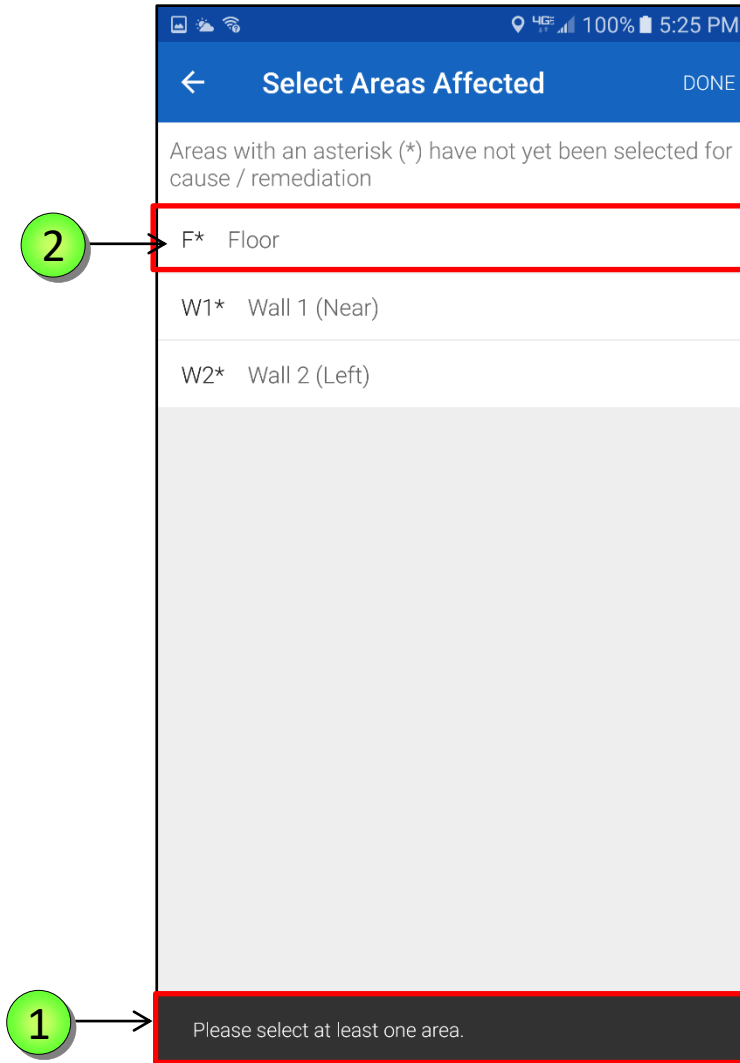 4GE 100% 5:25 PM
Select Areas Affected DONE
Areas with an asterisk (*) have not yet been selected for
cause / remediation
2
F* Floor
W1* Wall 1 (Near)
W2* Wall 2 (Left)
1
Please select at least one area.